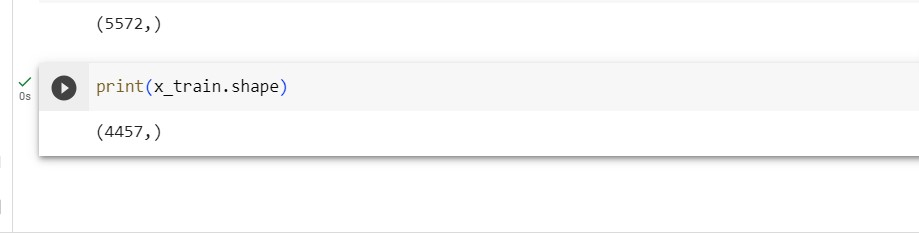 (5572,)
print(x_train.shape)
0s
(4457,)